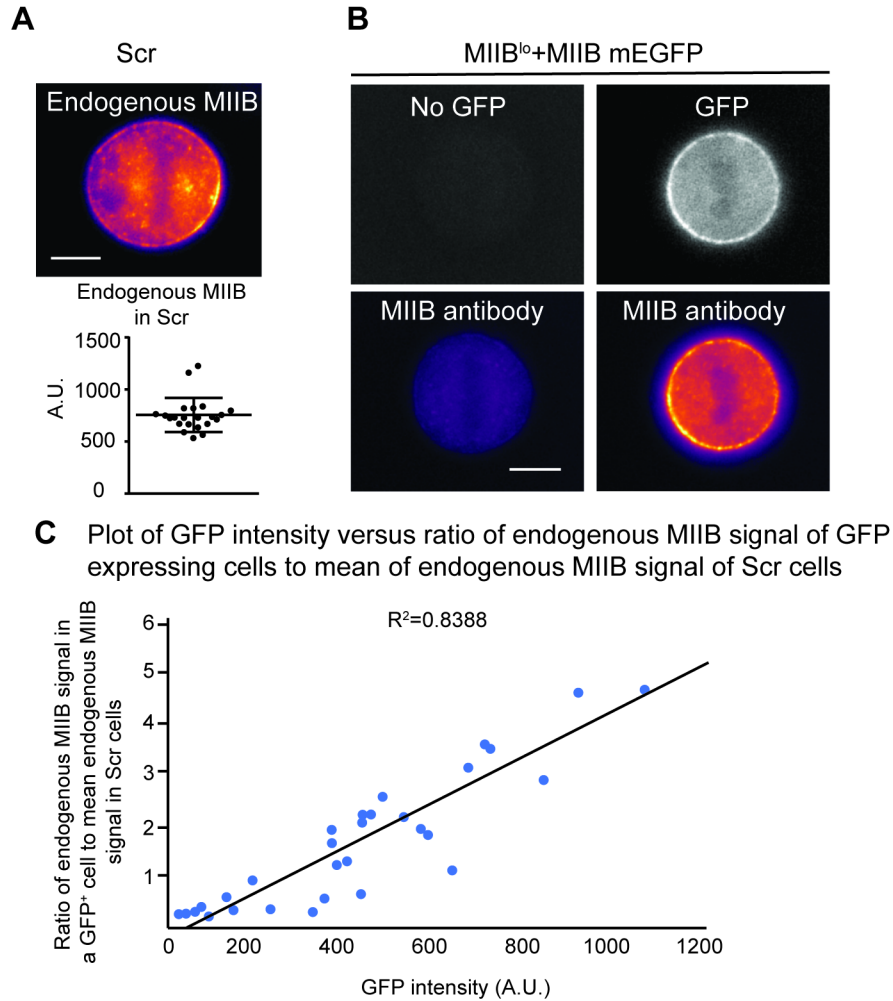 A
Scr
Endogenous MIIB
Endogenous MIIB
in Scr
A.U.
1500
1000
500
0
B
MIIBˡᵒ+MIIB mEGFP
No GFP
GFP
MIIB antibody
MIIB antibody
C
Plot of GFP intensity versus ratio of endogenous MIIB signal of GFP
expressing cells to mean of endogenous MIIB signal of Scr cells
R²=0.8388
Ratio of endogenous MIIB signal in
a GFP⁺ cell to mean endogenous MIIB
signal in Scr cells
6
5
4
3
2
1
0
200
400
600
800
1000
1200
GFP intensity (A.U.)